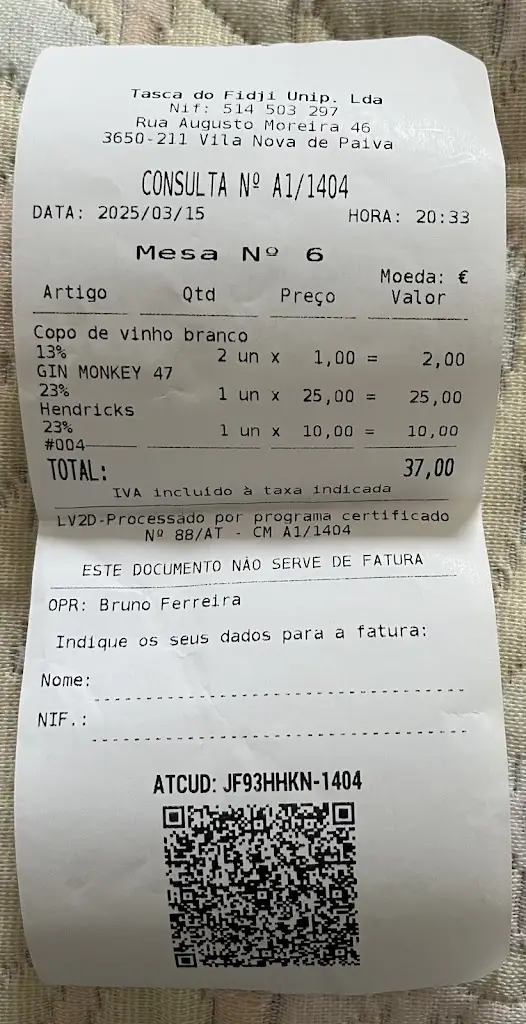 Tasca do Fidji Unip. Lda
Nif: 514 503 297
Rua Augusto Moreira 46
3650-211 Vila Nova de Paiva
CONSULTA Nº A1/1404
DATA: 2025/03/15 HORA: 20:33
Mesa Nº 6
Moeda: €
Artigo Qtd Preço Valor
Copo de vinho branco
13% 2 un x 1,00 = 2,00
GIN MONKEY 47
23% 1 un x 25,00 = 25,00
Hendricks
23% 1 un x 10,00 = 10,00
#004
TOTAL: 37,00
IVA incluído à taxa indicada
LV2D-Processado por programa certificado
Nº 88/AT - CM A1/1404
ESTE DOCUMENTO NÃO SERVE DE FATURA
OPR: Bruno Ferreira
Indique os seus dados para a fatura:
Nome:
NIF.:
ATCUD: JF93HHKN-1404